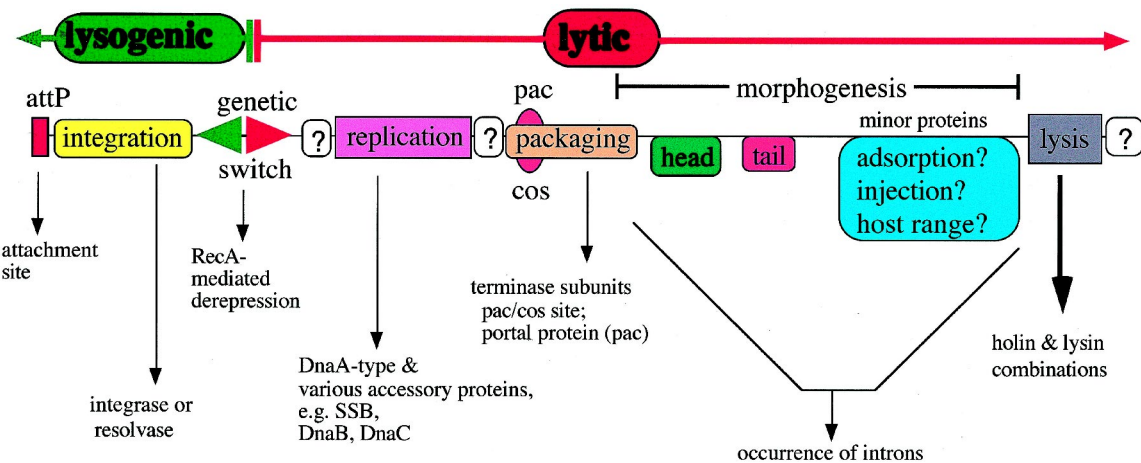 lysogenic
lytic
morphogenesis
attP
integration
genetic
switch
?
replication
?
pac
packaging
cos
head
tail
minor proteins
adsorption?
injection?
host range?
lysis
?
attachment
site
integrase or
resolvase
RecA-
mediated
derepression
DnaA-type &
various accessory proteins,
e.g. SSB,
DnaB, DnaC
terminase subunits
pac/cos site;
portal protein (pac)
occurrence of introns
holin & lysin
combinations